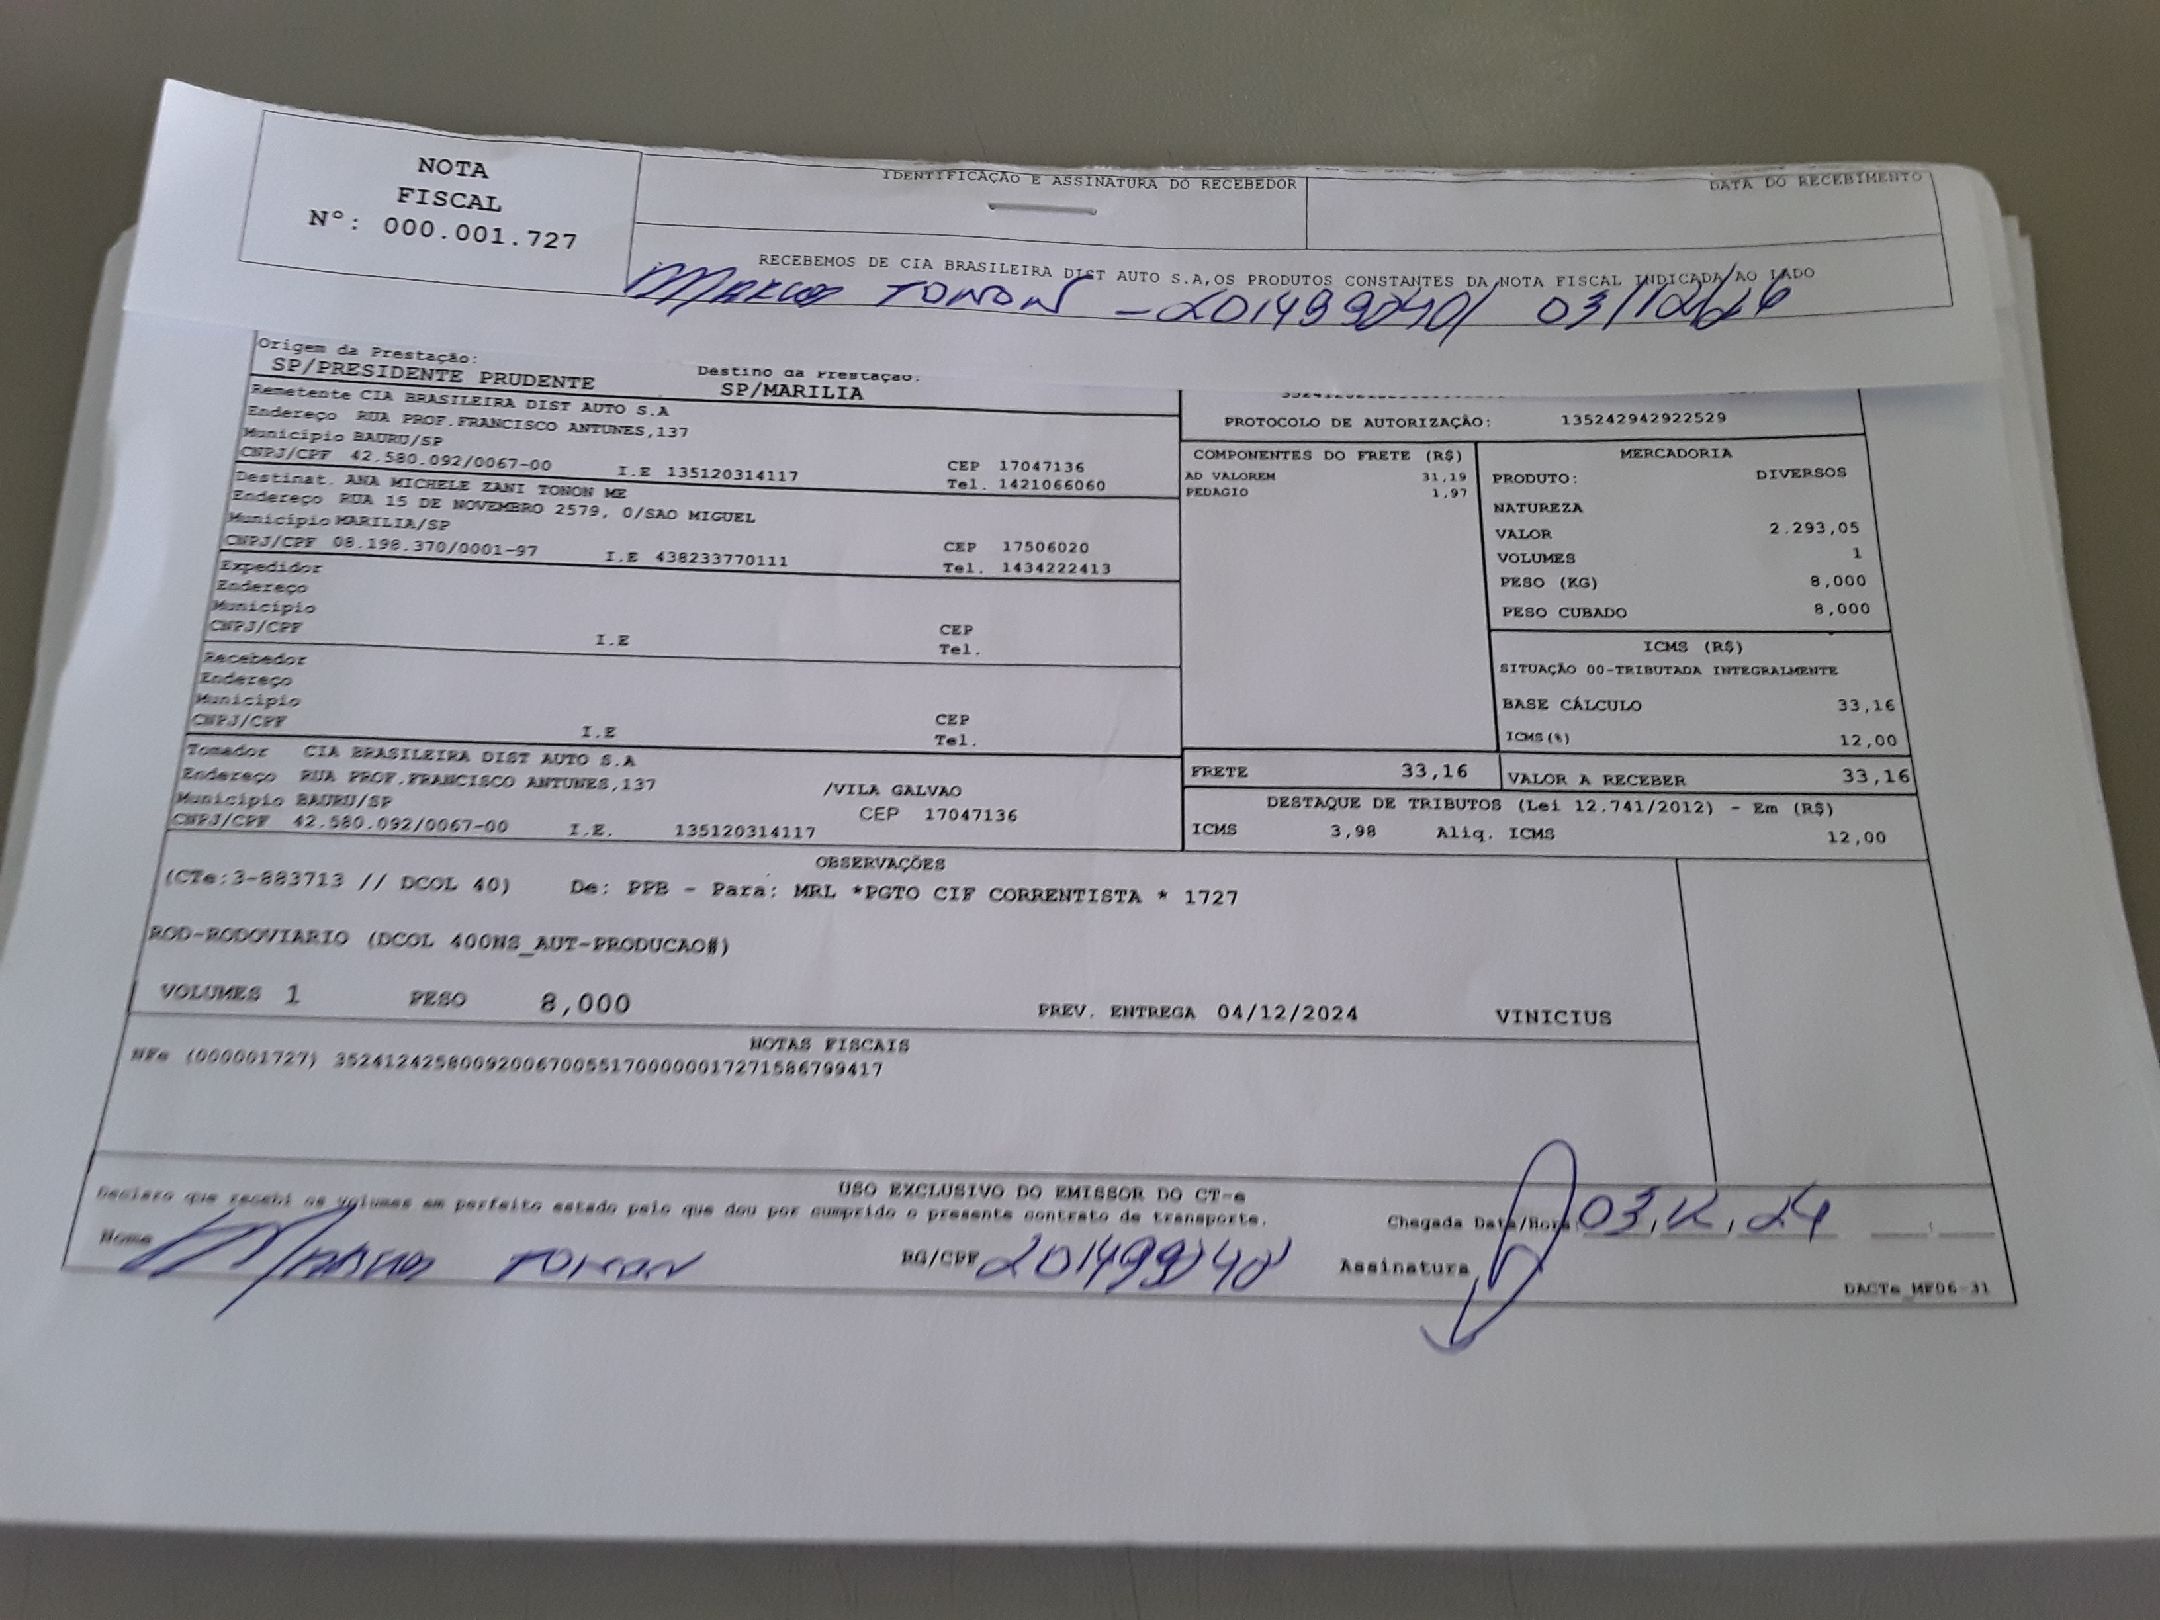 NOTA
FISCAL
Nº: 000.001.727
IDENTIFICAÇÃO E ASSINATURA DO RECEBEDOR
DATA DO RECEBIMENTO
RECEBEMOS DE CIA BRASILEIRA DIST AUTO S.A,OS PRODUTOS CONSTANTES DA NOTA FISCAL INDICADA AO LADO
MARCOS TONON - 201499240/ 03/12/24
Origem da Prestação:
SP/PRESIDENTE PRUDENTE
Destino da Prestação:
SP/MARILIA
Remetente CIA BRASILEIRA DIST AUTO S.A
Endereço RUA PROF.FRANCISCO ANTUNES,137
Município BAURU/SP
CNPJ/CPF 42.580.092/0067-00 I.E 135120314117
CEP 17047136
Tel. 1421066060
Destinat. ANA MICHELE ZANI TONON ME
Endereço RUA 15 DE NOVEMBRO 2579, 0/SAO MIGUEL
Município MARILIA/SP
CNPJ/CPF 08.198.370/0001-97 I.E 438233770111
CEP 17506020
Tel. 1434222413
Expedidor
Endereço
Município
CNPJ/CPF I.E
CEP
Tel.
Recebedor
Endereço
Município
CNPJ/CPF I.E
CEP
Tel.
Tomador CIA BRASILEIRA DIST AUTO S.A
Endereço RUA PROF.FRANCISCO ANTUNES,137 /VILA GALVAO
Município BAURU/SP CEP 17047136
CNPJ/CPF 42.580.092/0067-00 I.E. 135120314117
PROTOCOLO DE AUTORIZAÇÃO: 135242942922529
COMPONENTES DO FRETE (R$)
AD VALOREM 31,19
PEDAGIO 1,97
MERCADORIA
PRODUTO: DIVERSOS
NATUREZA
VALOR 2.293,05
VOLUMES 1
PESO (KG) 8,000
PESO CUBADO 8,000
ICMS (R$)
SITUAÇÃO 00-TRIBUTADA INTEGRALMENTE
BASE CÁLCULO 33,16
ICMS(%) 12,00
FRETE 33,16
VALOR A RECEBER 33,16
DESTAQUE DE TRIBUTOS (Lei 12.741/2012) - Em (R$)
ICMS 3,98 Aliq. ICMS 12,00
OBSERVAÇÕES
(CTe:3-883713 // DCOL 40) De: PPB - Para: MRL *PGTO CIF CORRENTISTA * 1727
ROD-RODOVIARIO (DCOL 400NS_AUT-PRODUCAO#)
VOLUMES 1 PESO 8,000 PREV. ENTREGA 04/12/2024 VINICIUS
NOTAS FISCAIS
NFe (000001727) 35241242580092006700551700000017271586799417
USO EXCLUSIVO DO EMISSOR DO CT-e
Declaro que recebi os volumes em perfeito estado pelo que dou por cumprido o presente contrato de transporte.
Chegada Data/Hora 03, 12, 24
Nome MARCOS TONON RG/CPF 201499240 Assinatura
DACTe MF06-31